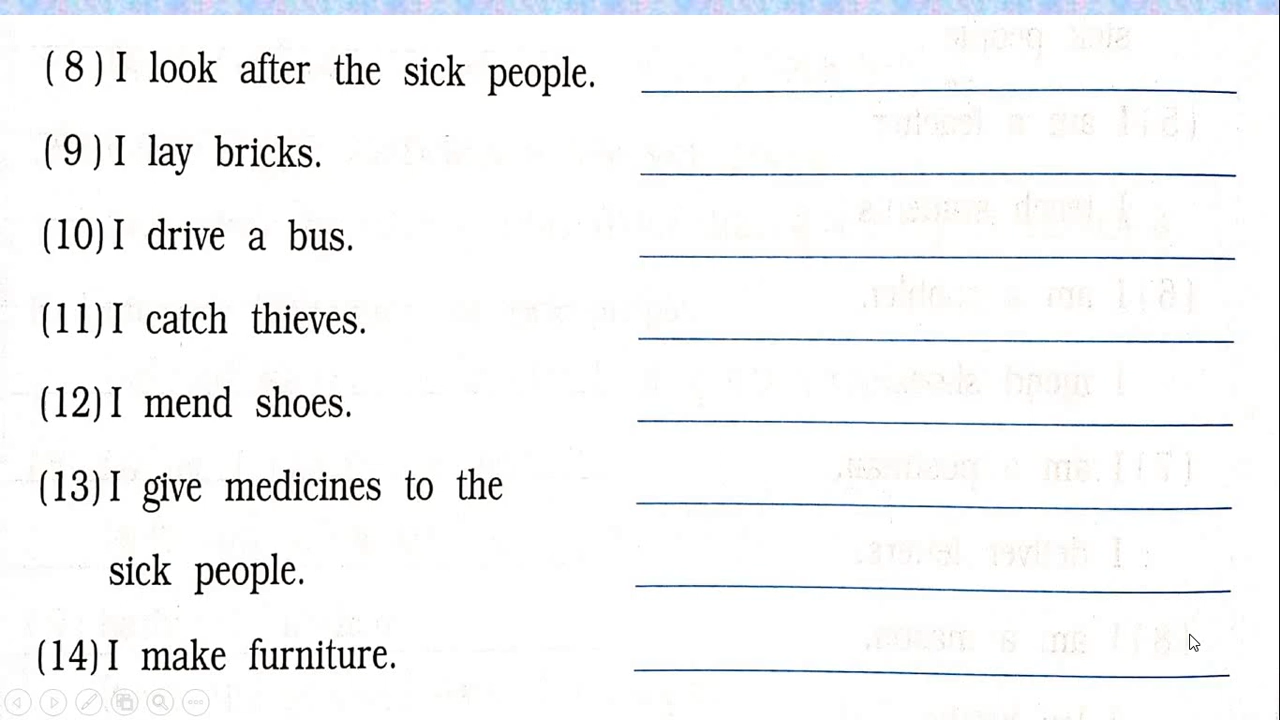 (8) I look after the sick people.
(9) I lay bricks.
(10) I drive a bus.
(11) I catch thieves.
(12) I mend shoes.
(13) I give medicines to the
sick people.
(14) I make furniture.